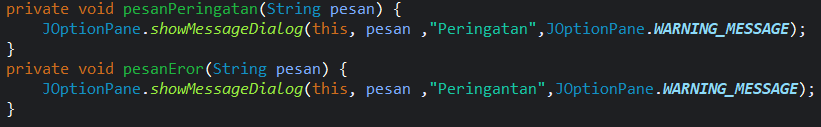 private void pesanPeringatan(String pesan) {
    JOptionPane.showMessageDialog(this, pesan ,"Peringatan",JOptionPane.WARNING_MESSAGE);
}
private void pesanEror(String pesan) {
    JOptionPane.showMessageDialog(this, pesan ,"Peringantan",JOptionPane.WARNING_MESSAGE);
}